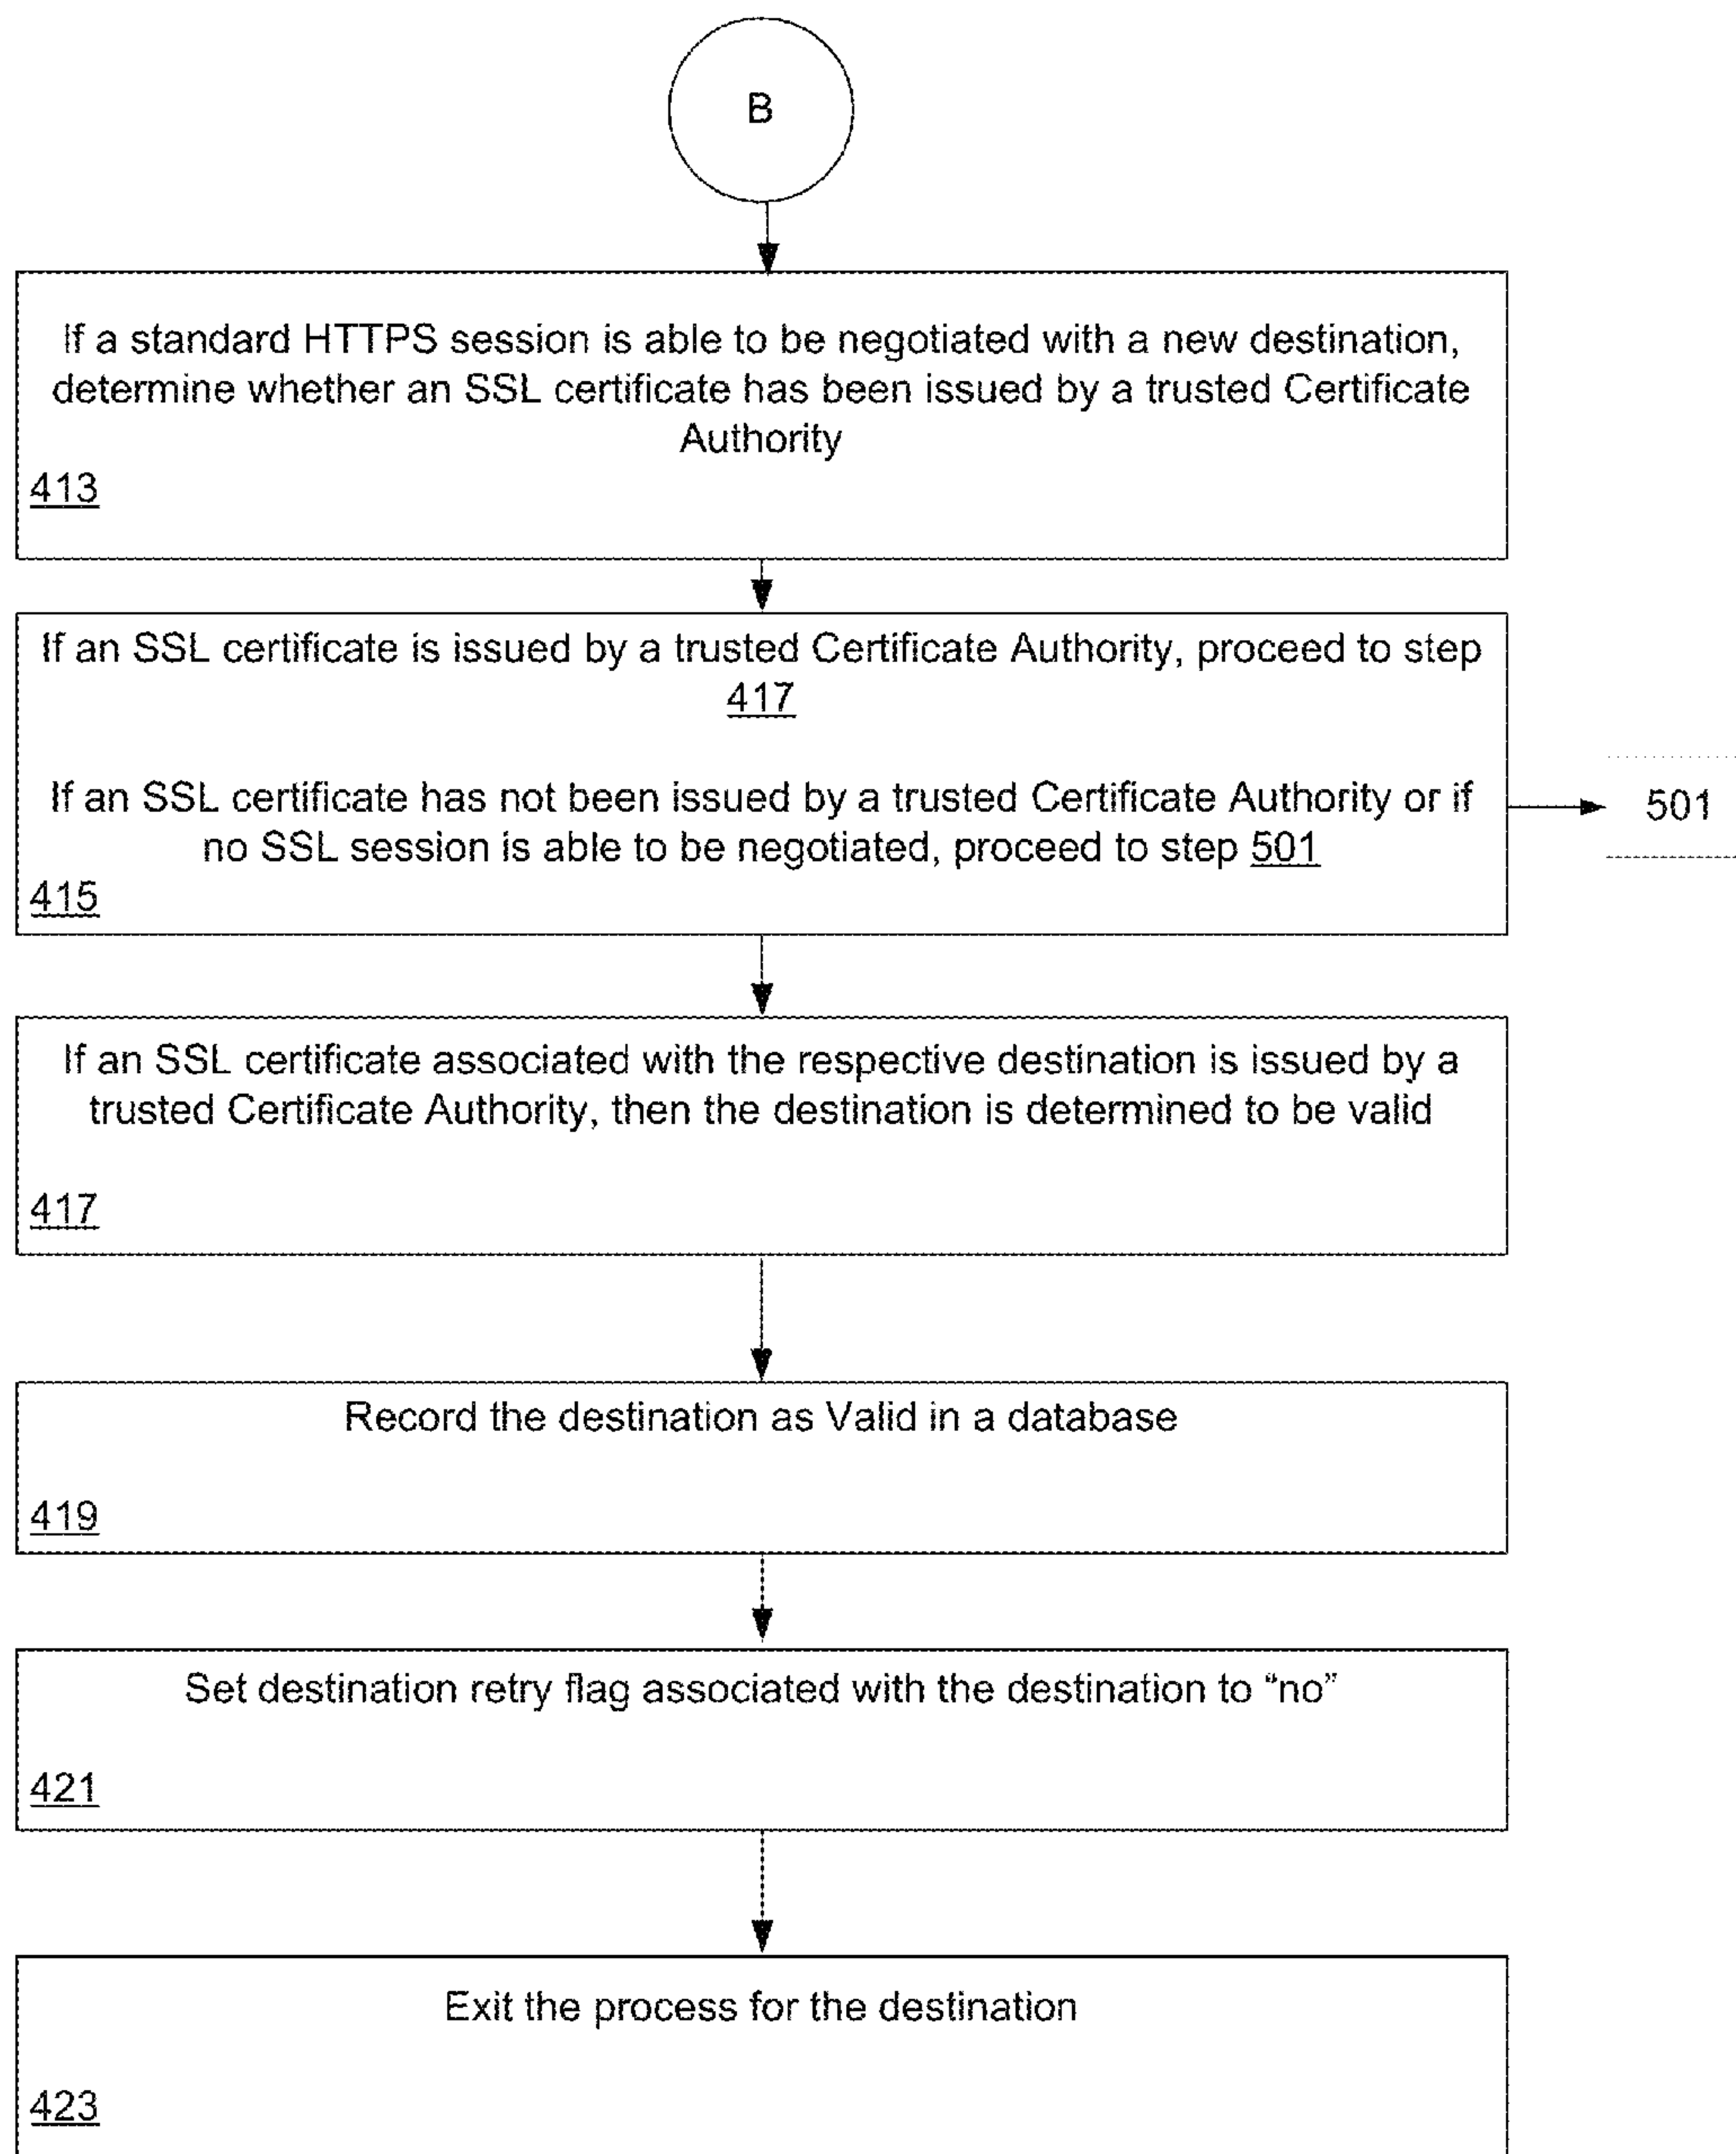 B
If a standard HTTPS session is able to be negotiated with a new destination,
determine whether an SSL certificate has been issued by a trusted Certificate
Authority
413
If an SSL certificate is issued by a trusted Certificate Authority, proceed to step
417
If an SSL certificate has not been issued by a trusted Certificate Authority or if
no SSL session is able to be negotiated, proceed to step 501
415
501
If an SSL certificate associated with the respective destination is issued by a
trusted Certificate Authority, then the destination is determined to be valid
417
Record the destination as Valid in a database
419
Set destination retry flag associated with the destination to “no”
421
Exit the process for the destination
423